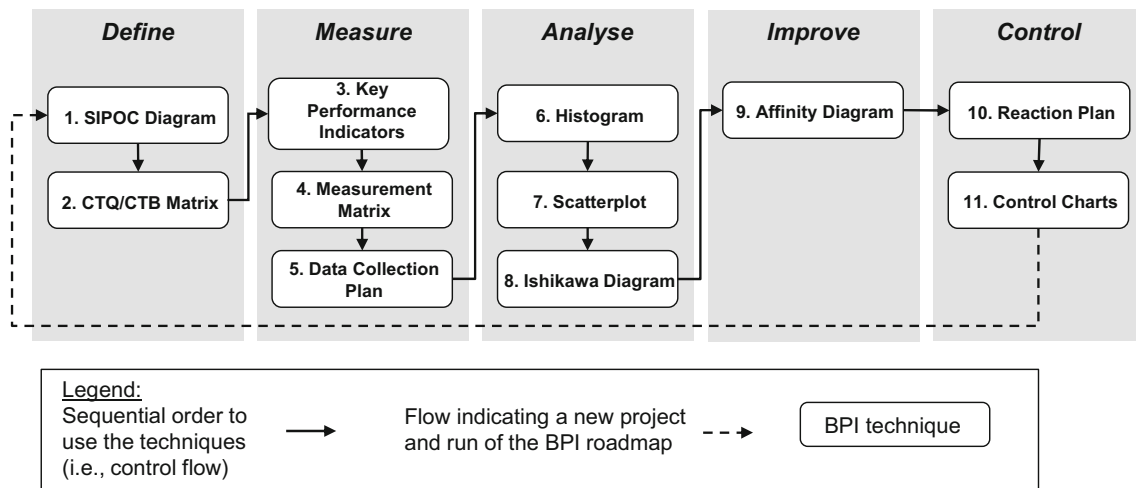 Define
Measure
Analyse
Improve
Control
1. SIPOC Diagram
2. CTQ/CTB Matrix
3. Key
Performance
Indicators
4. Measurement
Matrix
5. Data Collection
Plan
6. Histogram
7. Scatterplot
8. Ishikawa Diagram
9. Affinity Diagram
10. Reaction Plan
11. Control Charts
Legend:
Sequential order to
use the techniques
(i.e., control flow)
Flow indicating a new project
and run of the BPI roadmap
BPI technique